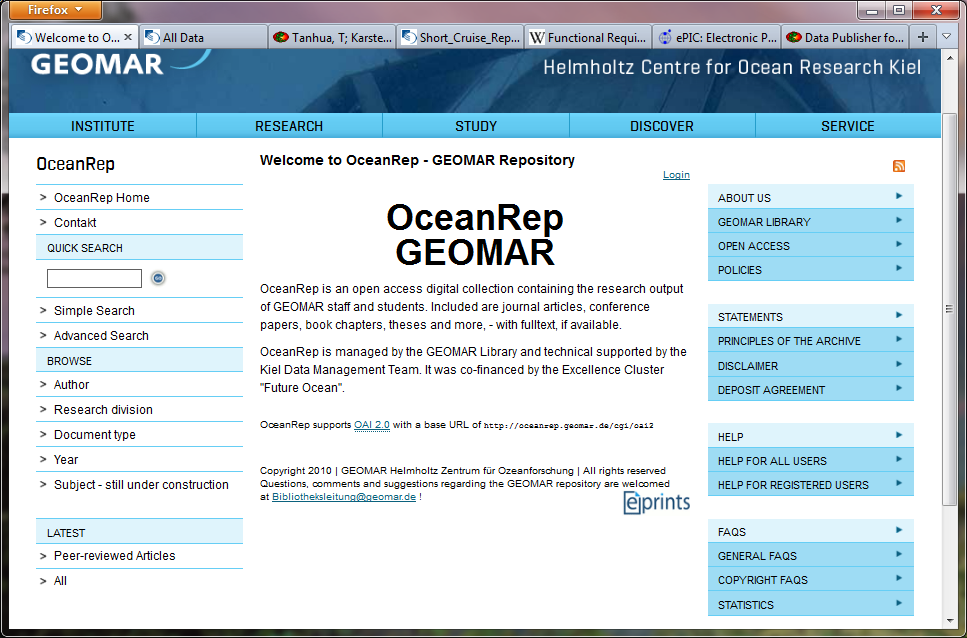 Firefox
Welcome to O...
All Data
Tanhua, T; Karste...
Short_Cruise_Rep...
Functional Requi...
ePIC: Electronic P...
Data Publisher fo...
GEOMAR
Helmholtz Centre for Ocean Research Kiel
INSTITUTE
RESEARCH
STUDY
DISCOVER
SERVICE
OceanRep
> OceanRep Home
> Contakt
QUICK SEARCH
GO
> Simple Search
> Advanced Search
BROWSE
> Author
> Research division
> Document type
> Year
> Subject - still under construction
LATEST
> Peer-reviewed Articles
> All
Welcome to OceanRep - GEOMAR Repository
Login
OceanRep
GEOMAR
OceanRep is an open access digital collection containing the research output
of GEOMAR staff and students. Included are journal articles, conference
papers, book chapters, theses and more, - with fulltext, if available.
OceanRep is managed by the GEOMAR Library and technical supported by the
Kiel Data Management Team. It was co-financed by the Excellence Cluster
"Future Ocean".
OceanRep supports OAI 2.0 with a base URL of http://oceanrep.geomar.de/cgi/oai2
Copyright 2010 | GEOMAR Helmholtz Zentrum für Ozeanforschung | All rights reserved
Questions, comments and suggestions regarding the GEOMAR repository are welcomed
at Bibliotheksleitung@geomar.de !
eprints
ABOUT US
GEOMAR LIBRARY
OPEN ACCESS
POLICIES
STATEMENTS
PRINCIPLES OF THE ARCHIVE
DISCLAIMER
DEPOSIT AGREEMENT
HELP
HELP FOR ALL USERS
HELP FOR REGISTERED USERS
FAQS
GENERAL FAQS
COPYRIGHT FAQS
STATISTICS